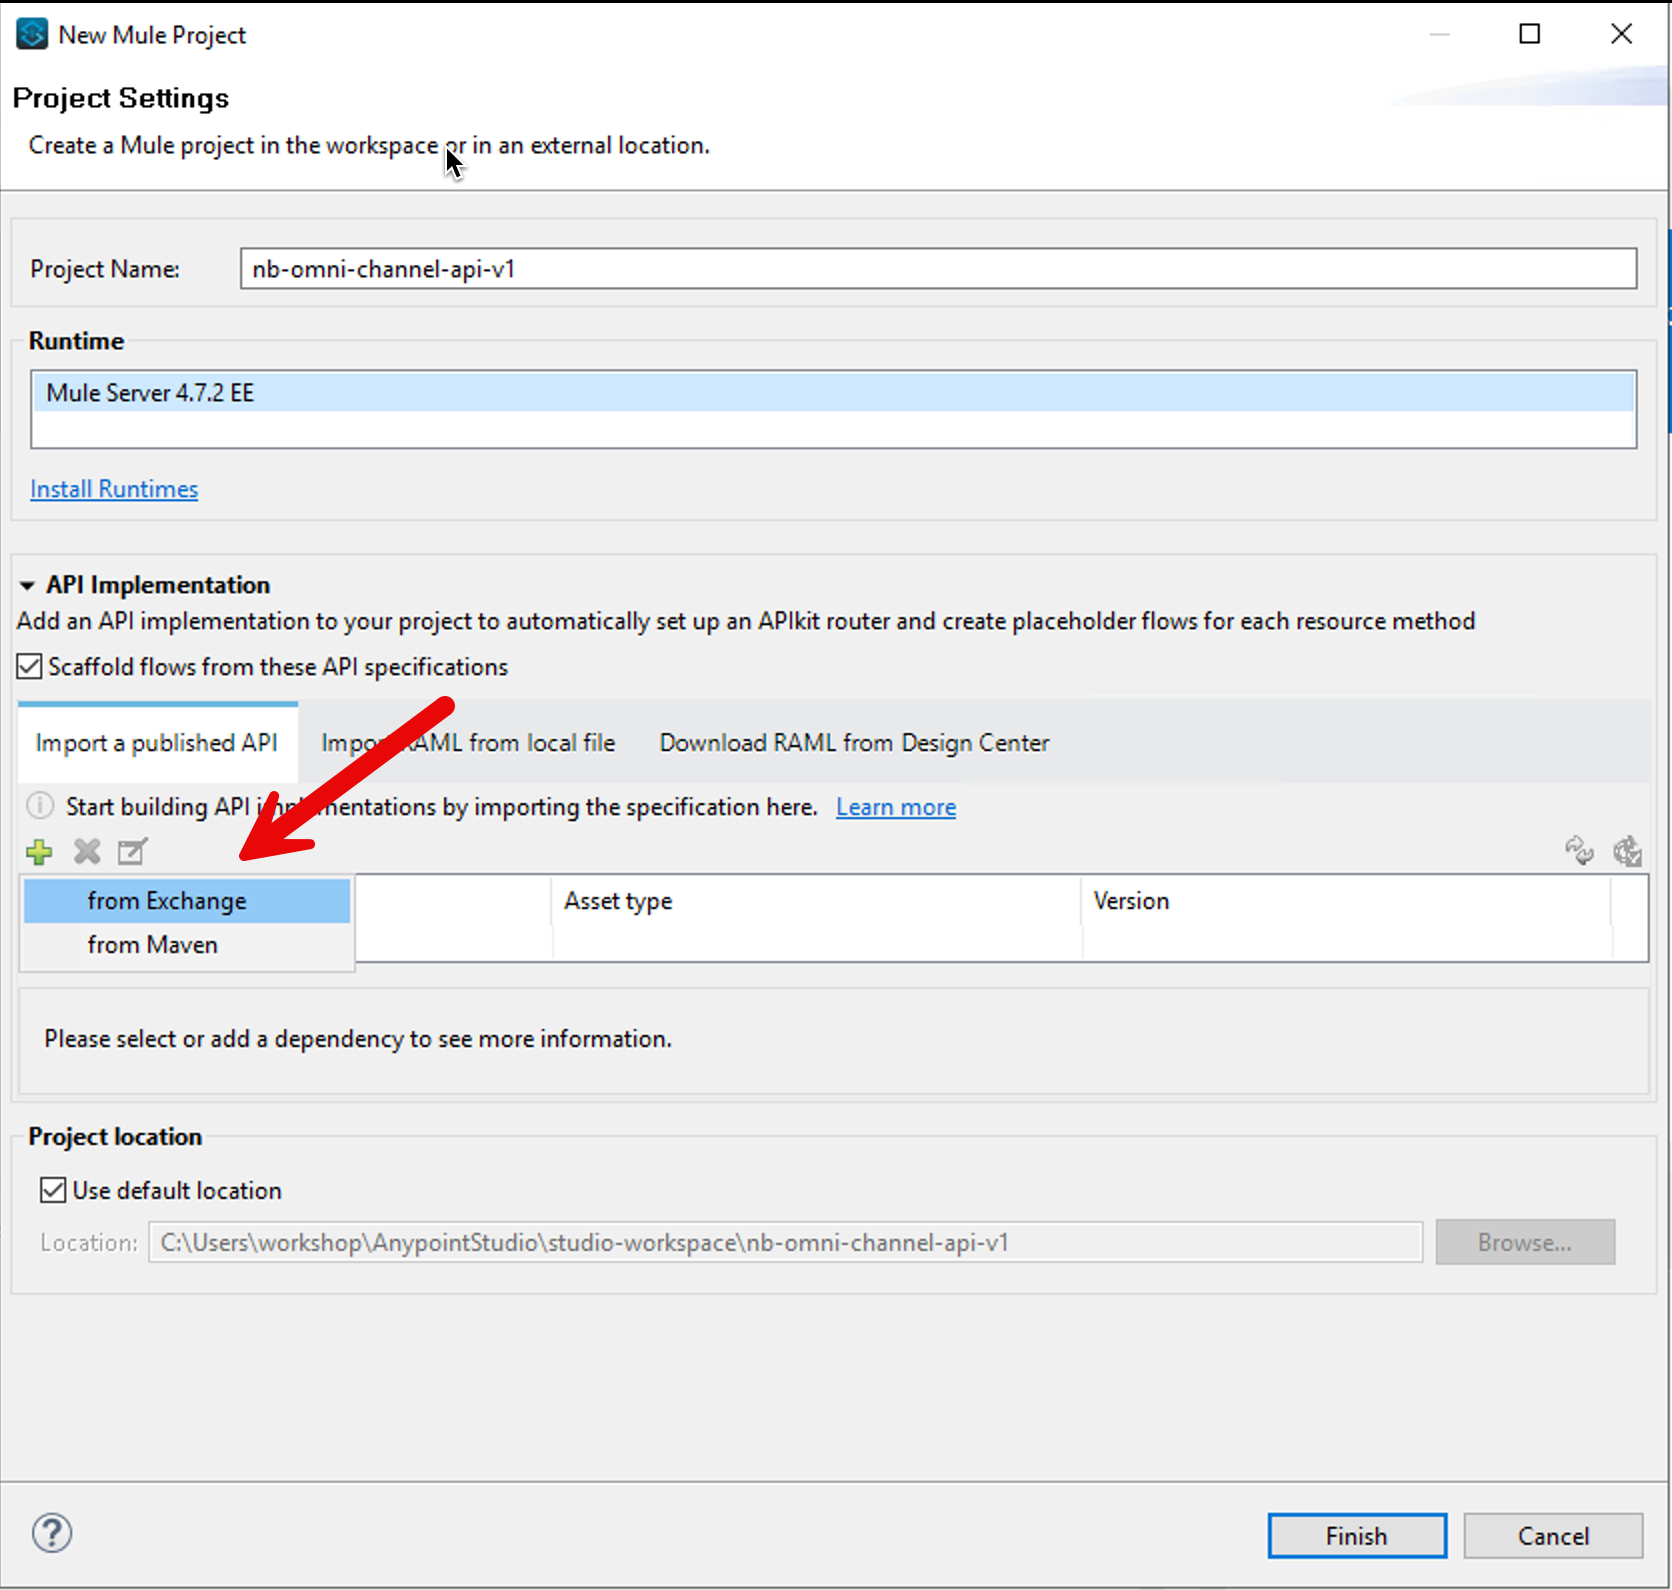 New Mule Project
Project Settings
Create a Mule project in the workspace or in an external location.
Project Name: nb-omni-channel-api-v1
Runtime
Mule Server 4.7.2 EE
Install Runtimes
API Implementation
Add an API implementation to your project to automatically set up an APIkit router and create placeholder flows for each resource method
Scaffold flows from these API specifications
Import a published API Import RAML from local file Download RAML from Design Center
Start building API implementations by importing the specification here. Learn more
from Exchange Asset type Version
from Maven
Please select or add a dependency to see more information.
Project location
Use default location
Location: C:\Users\workshop\AnypointStudio\studio-workspace\nb-omni-channel-api-v1 Browse...
Finish Cancel